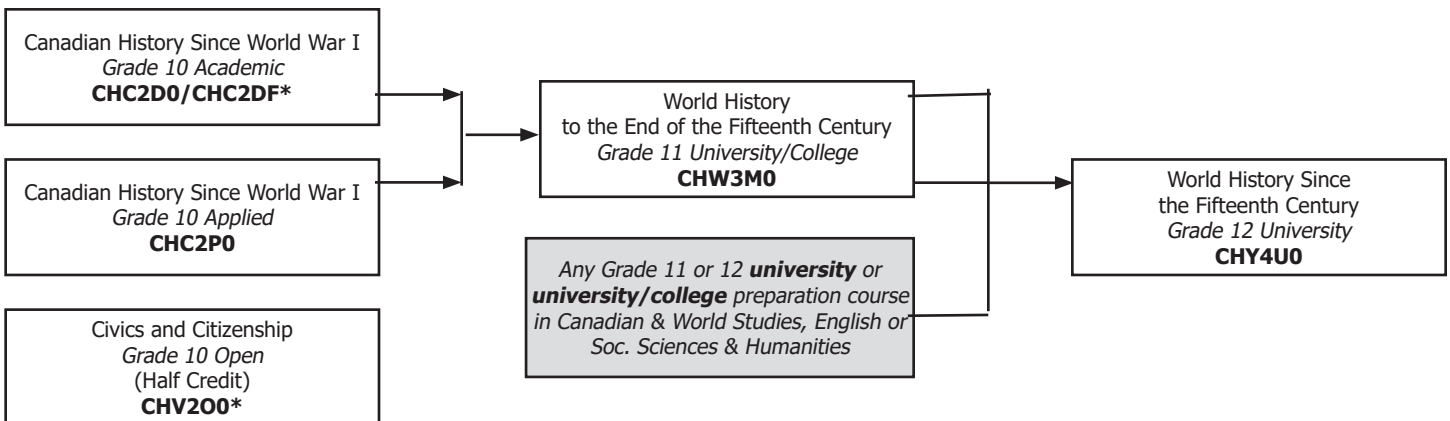 Canadian History Since World War I
Grade 10 Academic
CHC2D0/CHC2DF*
Canadian History Since World War I
Grade 10 Applied
CHC2P0
Civics and Citizenship
Grade 10 Open
(Half Credit)
CHV2O0*
World History
to the End of the Fifteenth Century
Grade 11 University/College
CHW3M0
Any Grade 11 or 12 university or
university/college preparation course
in Canadian & World Studies, English or
Soc. Sciences & Humanities
World History Since
the Fifteenth Century
Grade 12 University
CHY4U0